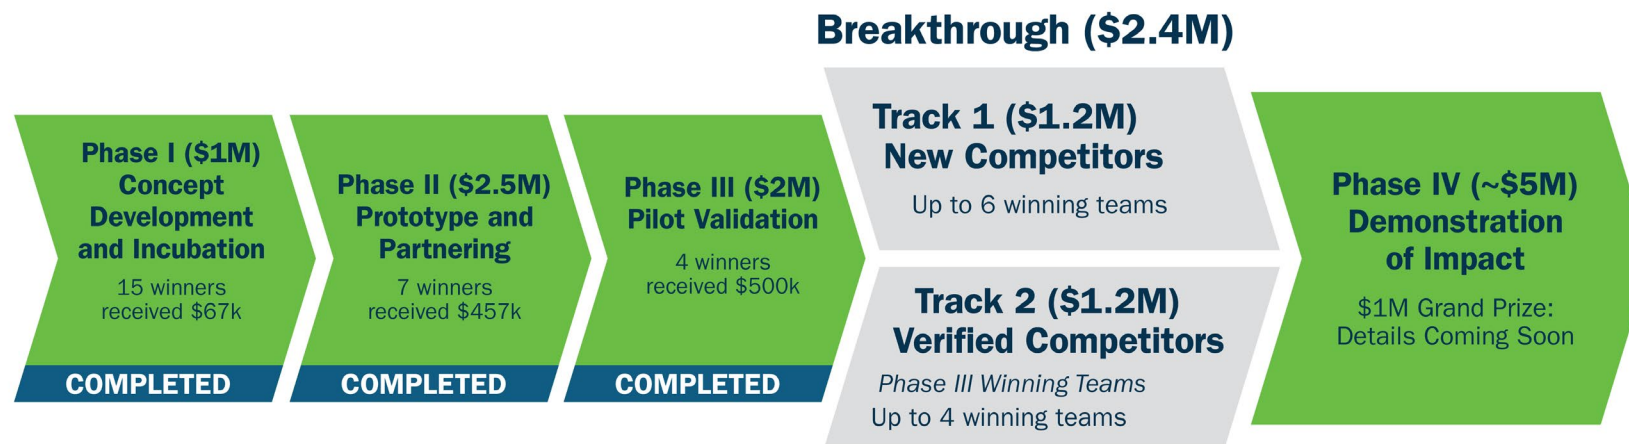 Breakthrough ($2.4M)
Phase I ($1M)
Concept
Development
and Incubation
15 winners
received $67k
COMPLETED
Phase II ($2.5M)
Prototype and
Partnering
7 winners
received $457k
COMPLETED
Phase III ($2M)
Pilot Validation
4 winners
received $500k
COMPLETED
Track 1 ($1.2M)
New Competitors
Up to 6 winning teams
Track 2 ($1.2M)
Verified Competitors
Phase III Winning Teams
Up to 4 winning teams
Phase IV (~$5M)
Demonstration
of Impact
$1M Grand Prize:
Details Coming Soon